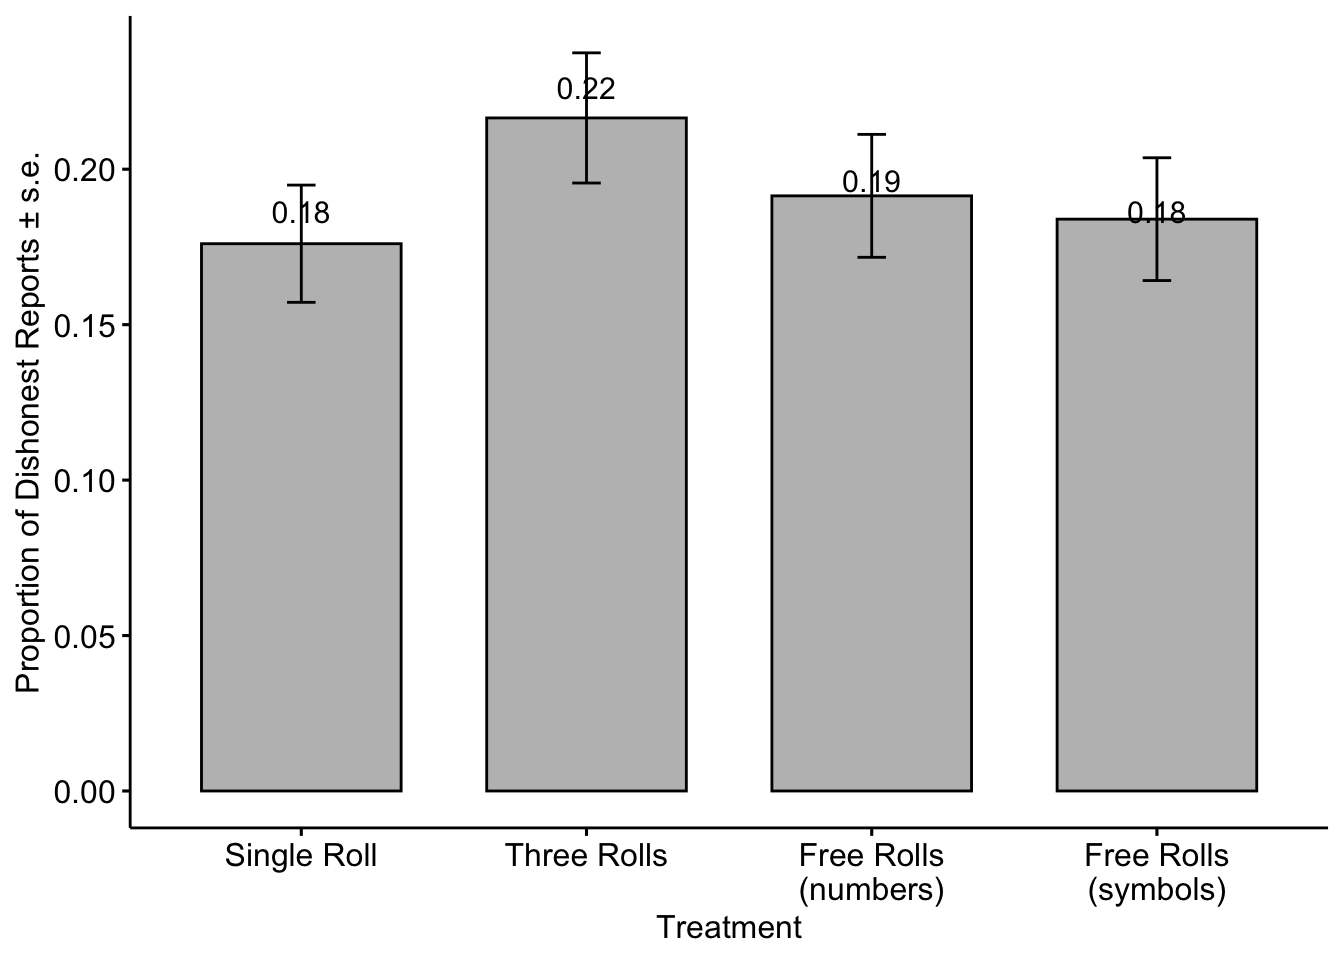 Proportion of Dishonest Reports ± s.e.
0.20
0.15
0.10
0.05
0.00
0.18
0.22
0.19
0.18
Single Roll
Three Rolls
Free Rolls
(numbers)
Free Rolls
(symbols)
Treatment